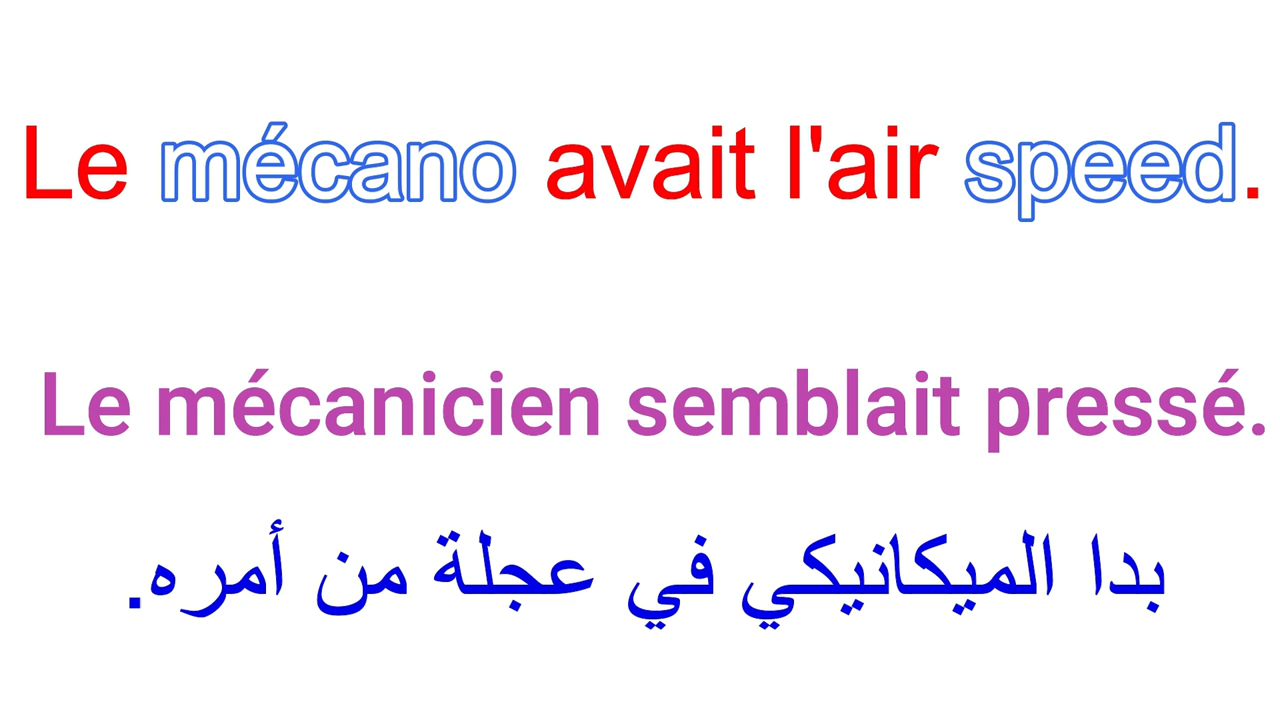 Le mécano avait l'air speed.
Le mécanicien semblait pressé.
بدا الميكانيكي في عجلة من أمره.